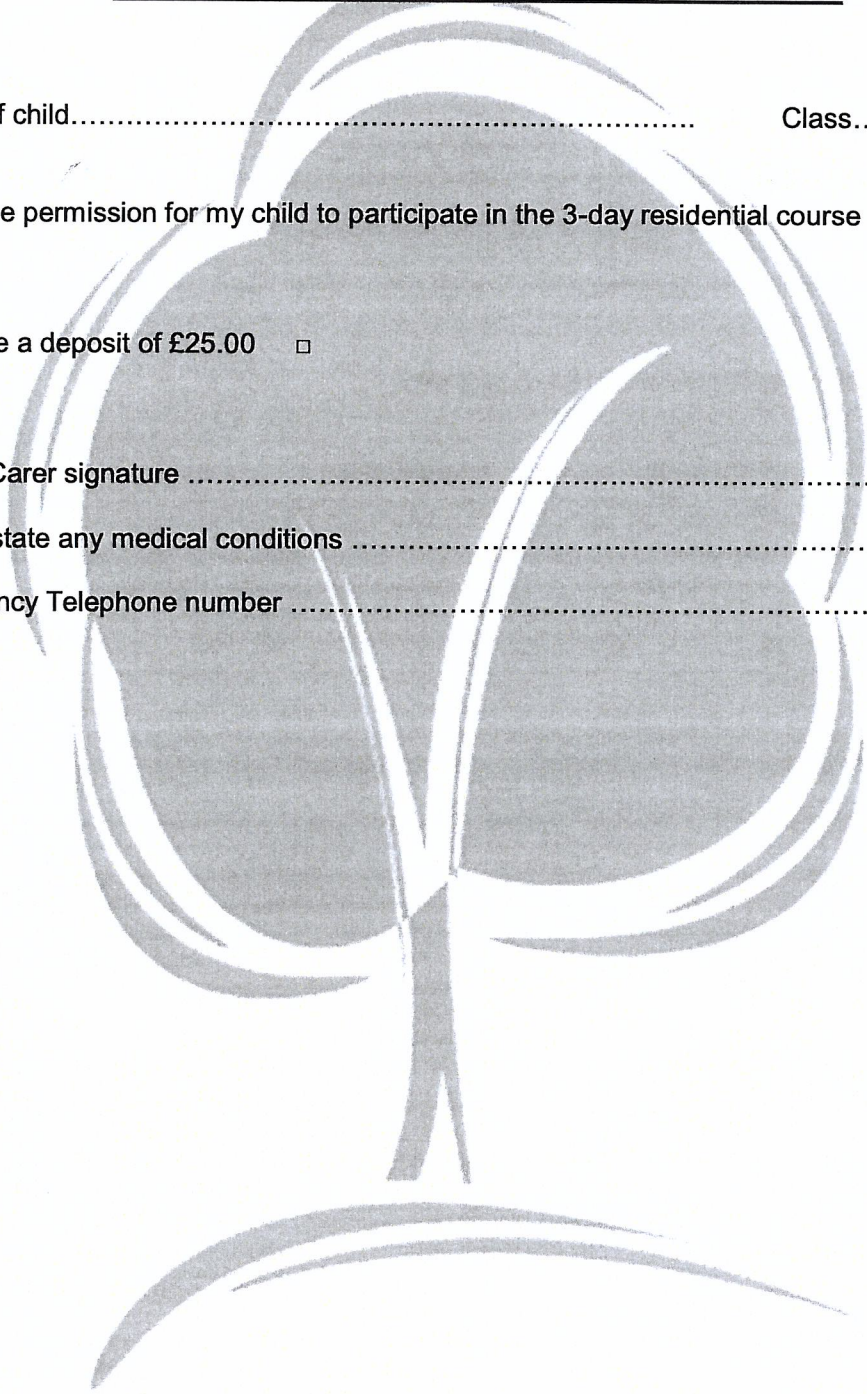 f child.................................................................... Class..
e permission for my child to participate in the 3-day residential course
e a deposit of £25.00 □
Carer signature ..........................................................................
state any medical conditions ........................................................
ncy Telephone number ...............................................................